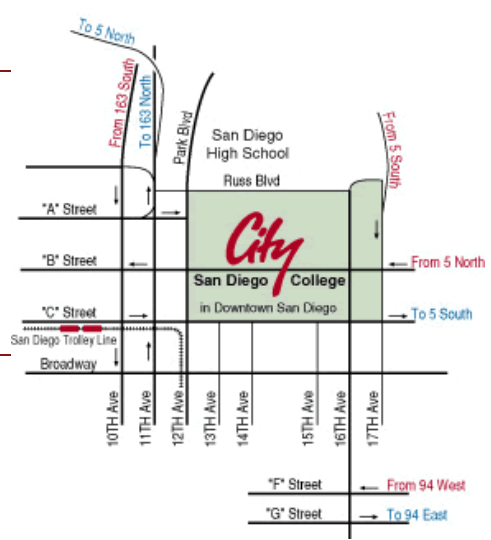 To 5 North
From 163 South
To 163 North
Park Blvd
San Diego
High School
From 5 South
Russ Blvd
"A" Street
City
"B" Street
From 5 North
San Diego College
in Downtown San Diego
"C" Street
To 5 South
San Diego Trolley Line
Broadway
10TH Ave
11TH Ave
12TH Ave
13TH Ave
14TH Ave
15TH Ave
16TH Ave
17TH Ave
"F" Street
From 94 West
"G" Street
To 94 East